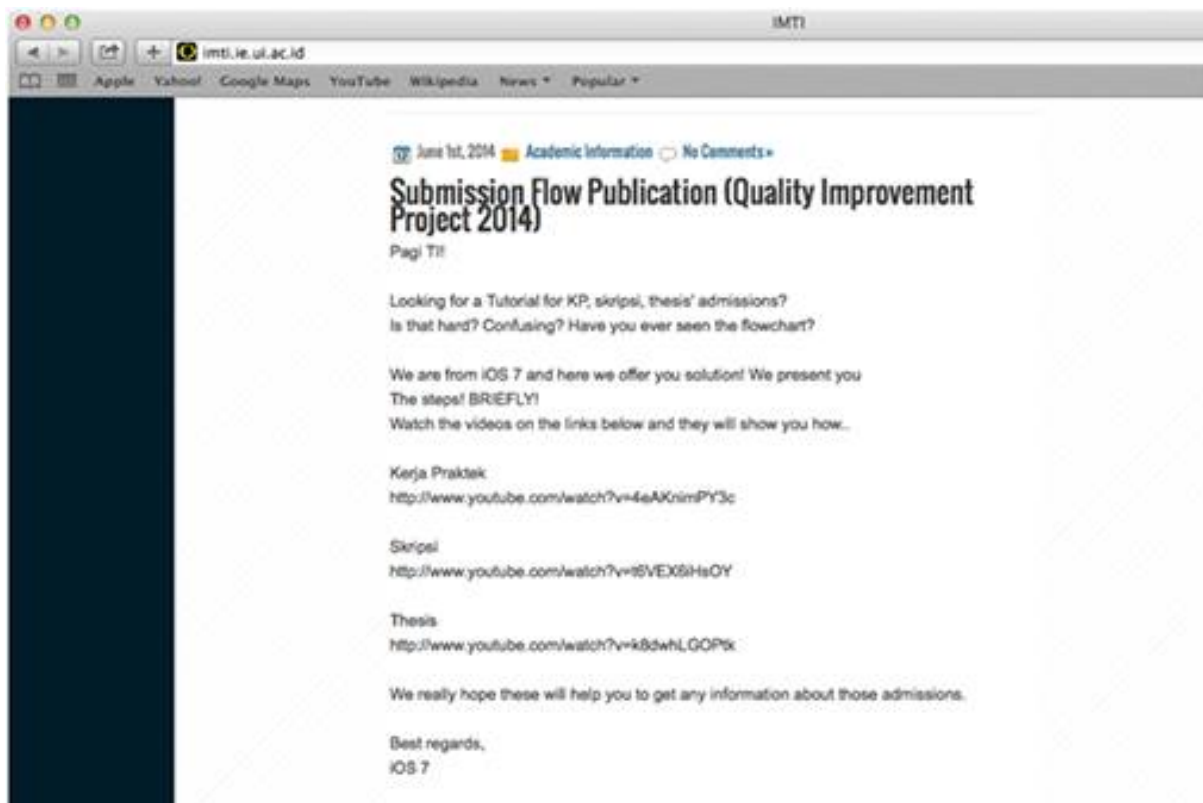 IMTI
imti.ie.ui.ac.id
Apple Yahoo! Google Maps YouTube Wikipedia News Popular
June 1st, 2014 Academic Information No Comments »
Submission Flow Publication (Quality Improvement
Project 2014)
Pagi TI!
Looking for a Tutorial for KP, skripsi, thesis' admissions?
Is that hard? Confusing? Have you ever seen the flowchart?
We are from iOS 7 and here we offer you solution! We present you
The steps! BRIEFLY!
Watch the videos on the links below and they will show you how..
Kerja Praktek
http://www.youtube.com/watch?v=4eAKnimPY3c
Skripsi
http://www.youtube.com/watch?v=t6VEX6iHsOY
Thesis
http://www.youtube.com/watch?v=k8dwhLGOPtk
We really hope these will help you to get any information about those admissions.
Best regards,
iOS 7